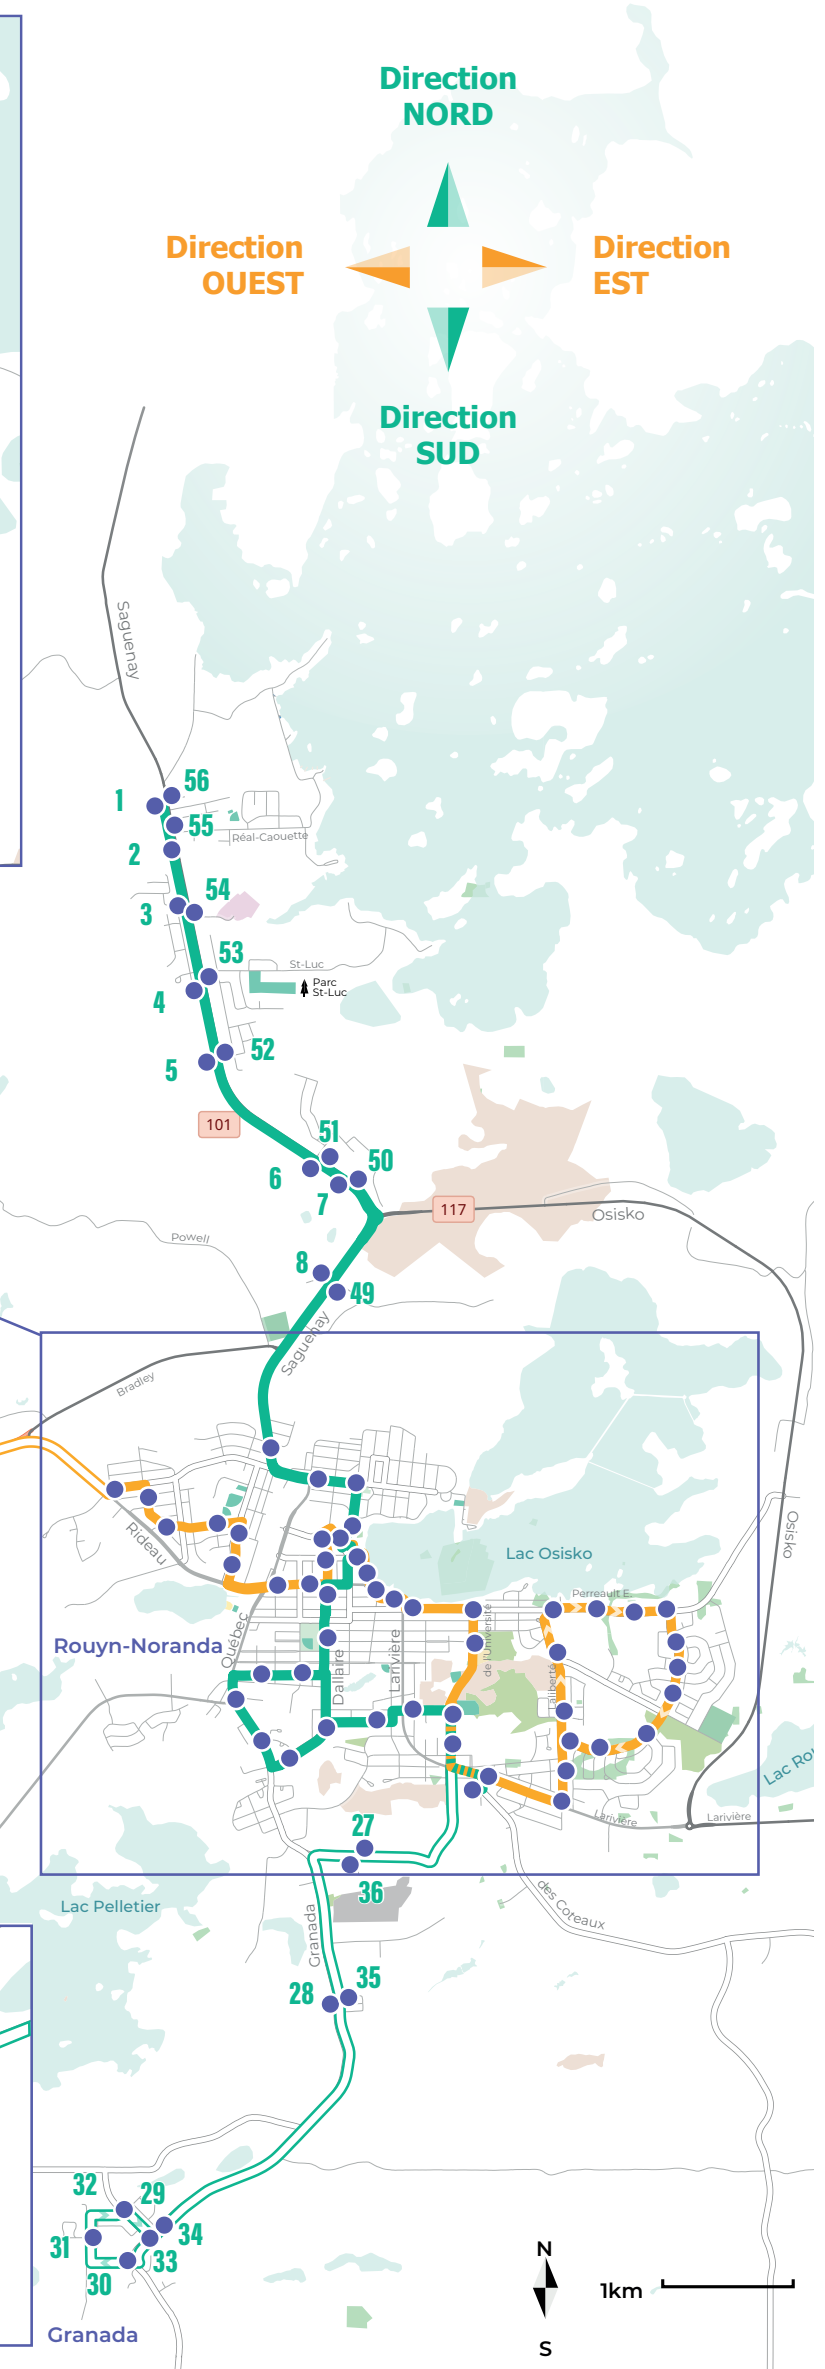 Direction
NORD
Direction
OUEST
Direction
EST
Direction
SUD
Saguenay
56
1
55
Réal-Caouette
2
54
3
53
St-Luc
Parc
St-Luc
4
52
5
101
51
50
6
7
117
Osisko
Powell
8
49
Saguenay
Bradley
Rideau
Osisko
Lac Osisko
Perreault E.
de l'Université
Québec
Rouyn-Noranda
Larivière
Dallaire
Larivière
Larivière
27
36
des Coteaux
Lac Pelletier
Granada
35
28
32
29
34
31
33
30
N
1km
S
Granada